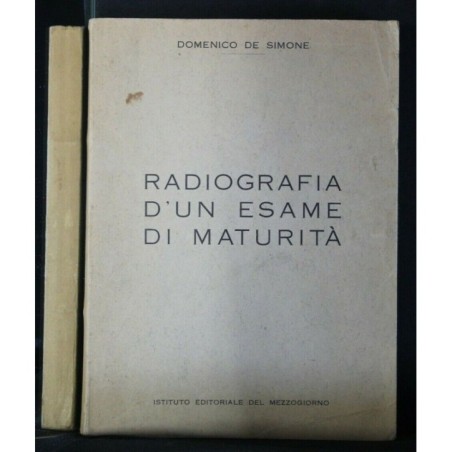 DOMENICO DE SIMONE
RADIOGRAFIA
D'UN ESAME
DI MATURITÀ
ISTITUTO EDITORIALE DEL MEZZOGIORNO